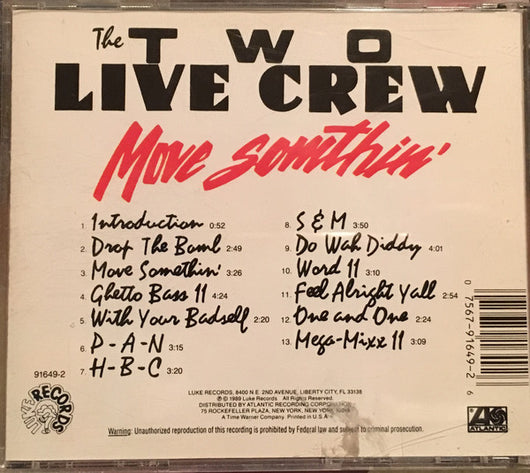 The TWO
LIVE CREW
Move Somthin'
1 Introduction 0:52
2. Drop The Bomb 2:49
3. Move Somethin' 3:26
4. Ghetto Bass 11 4:24
5. With Your Badself 2:20
6. P-A-N 3:15
7. H-B-C 3:20
8. S & M 3:50
9. Do Wah Diddy 4:01
10. Word 11 3:10
11. Feel Alright Yall 2:54
12. One and One 2:24
13. Mega-Mixx 11 3:09
91649-2
LUKE RECORDS
LUKE RECORDS, 8400 N.E. 2ND AVENUE, LIBERTY CITY, FL 33138
℗ © 1989 Luke Records. All Rights Reserved.
DISTRIBUTED BY ATLANTIC RECORDING CORPORATION,
75 ROCKEFELLER PLAZA, NEW YORK, NEW YORK
A Time Warner Company. Printed in U.S.A.
Warning: Unauthorized reproduction of this recording is prohibited by Federal law and subject to criminal prosecution.
0 7567-91649-2 6
ATLANTIC